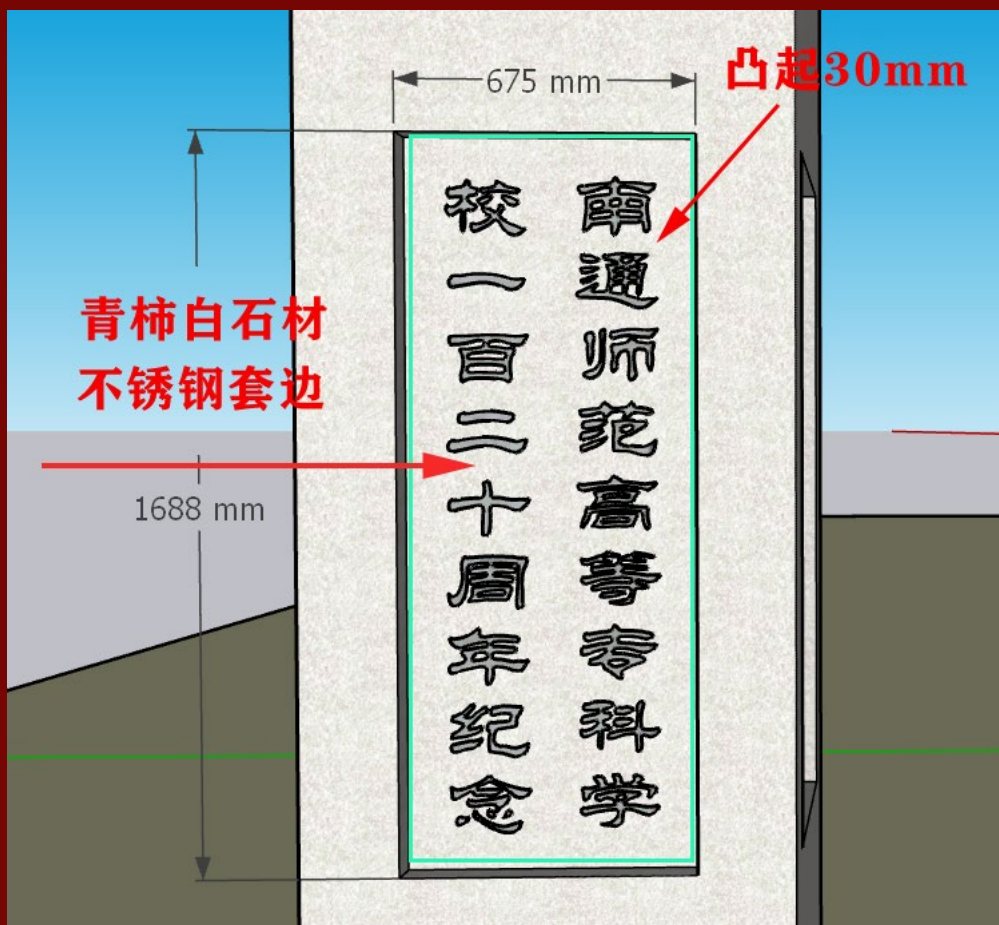 675 mm
凸起30mm
南通师范高等专科学
校一百二十周年纪念
青柿白石材
不锈钢套边
1688 mm